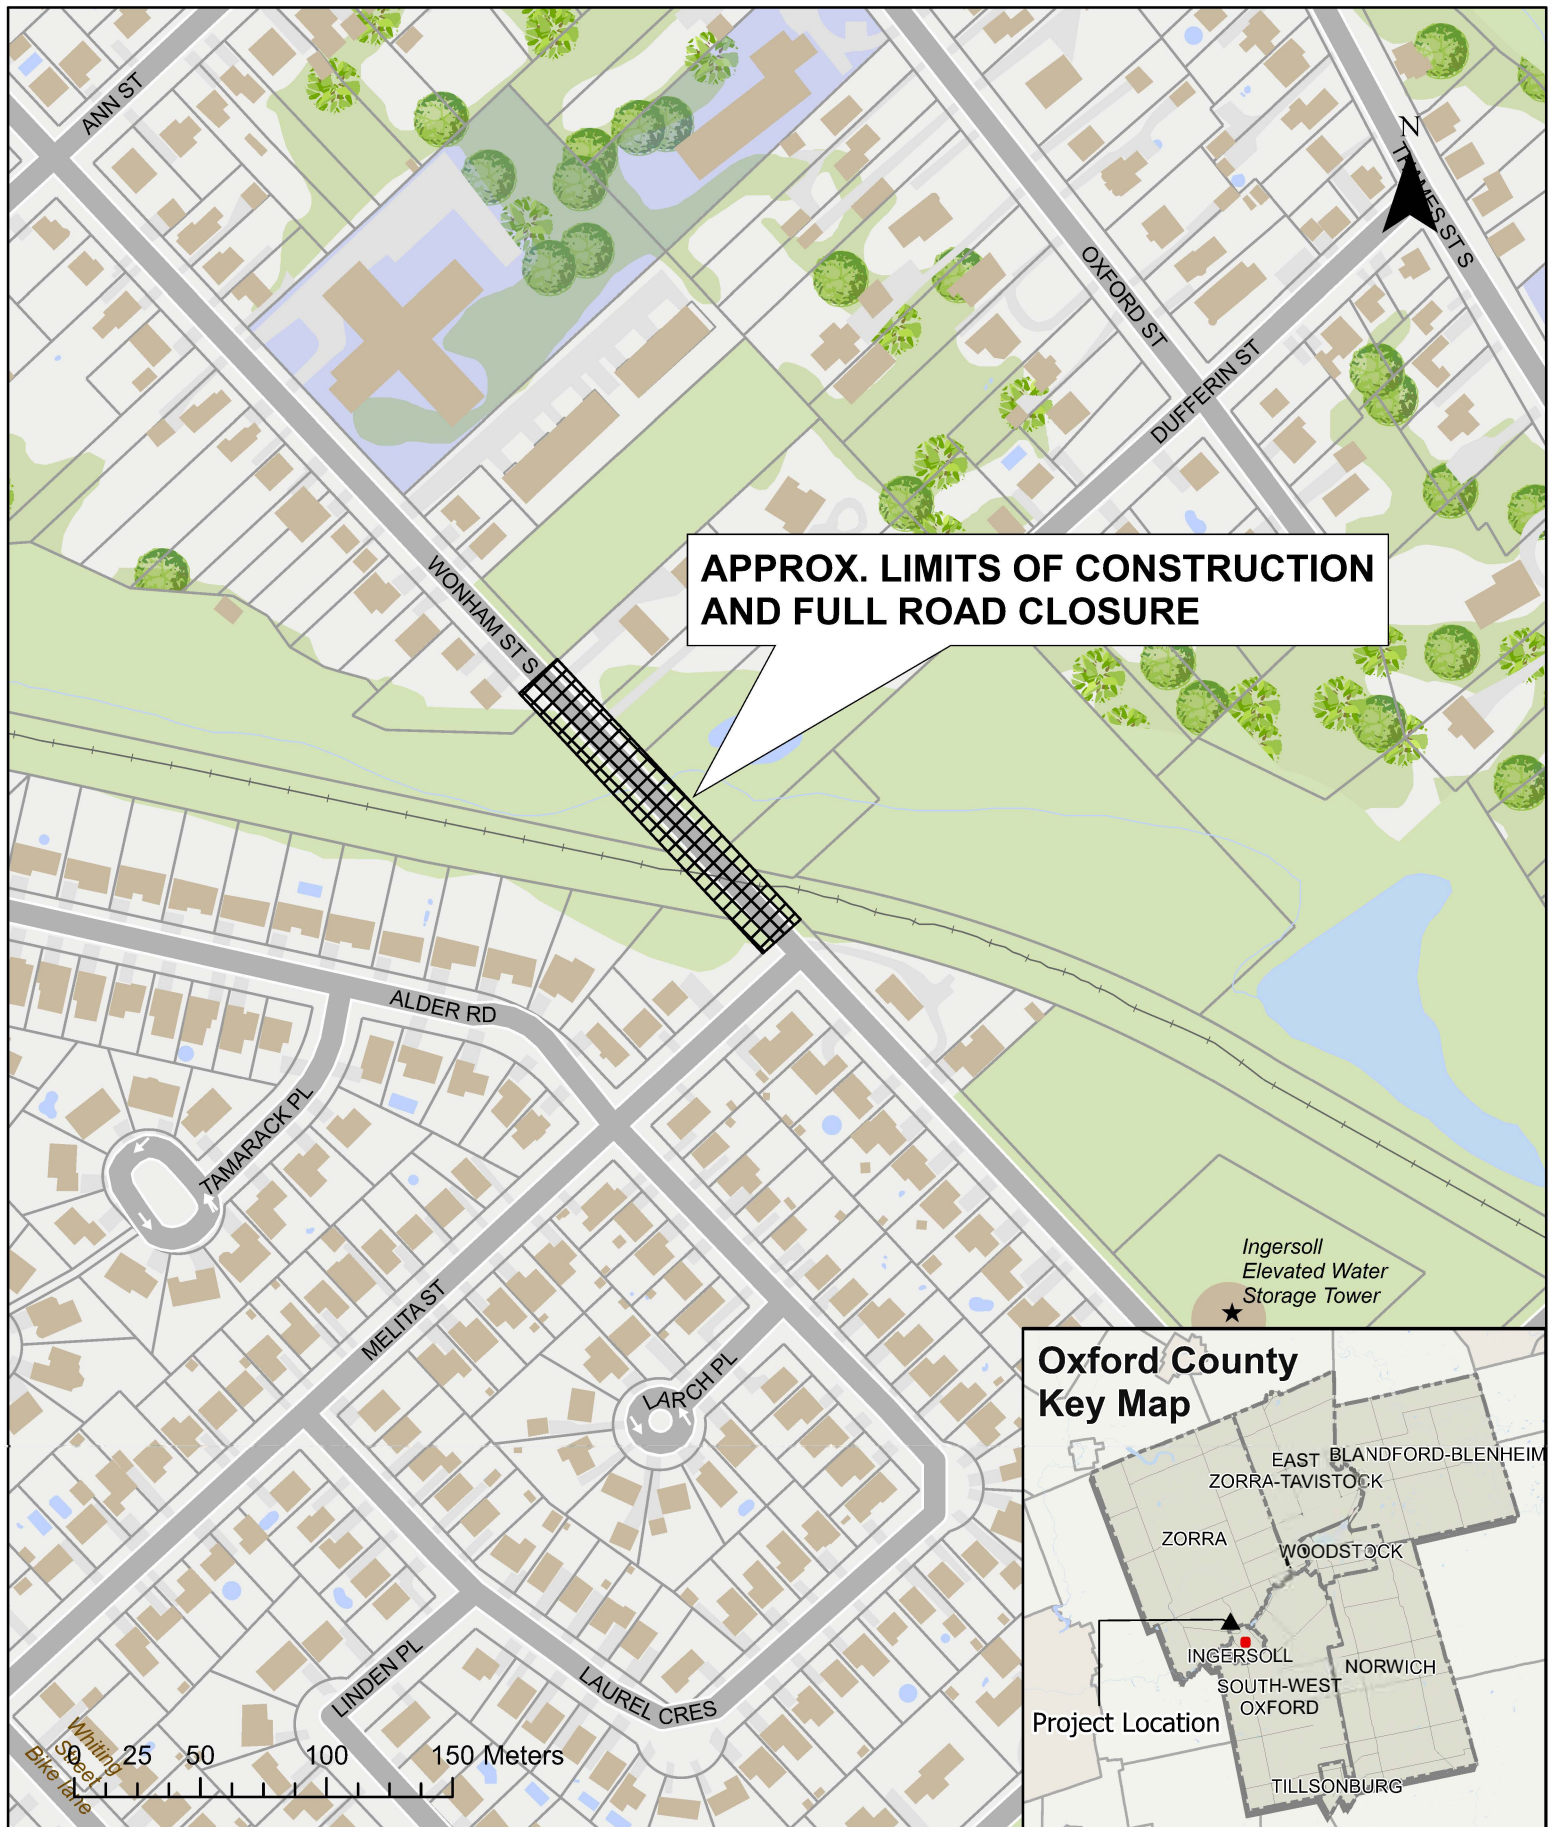 ANN ST
N
THAMES ST S
OXFORD ST
DUFFERIN ST
WONHAM ST S
APPROX. LIMITS OF CONSTRUCTION
AND FULL ROAD CLOSURE
ALDER RD
TAMARACK PL
MELITA ST
LARCH PL
Ingersoll
Elevated Water
Storage Tower
LINDEN PL
LAUREL CRES
Whiting
Street
Bike lane
0 25 50 100 150 Meters
Oxford County
Key Map
EAST
ZORRA-TAVISTOCK
BLANDFORD-BLENHEIM
ZORRA
WOODSTOCK
INGERSOLL
NORWICH
SOUTH-WEST
OXFORD
Project Location
TILLSONBURG